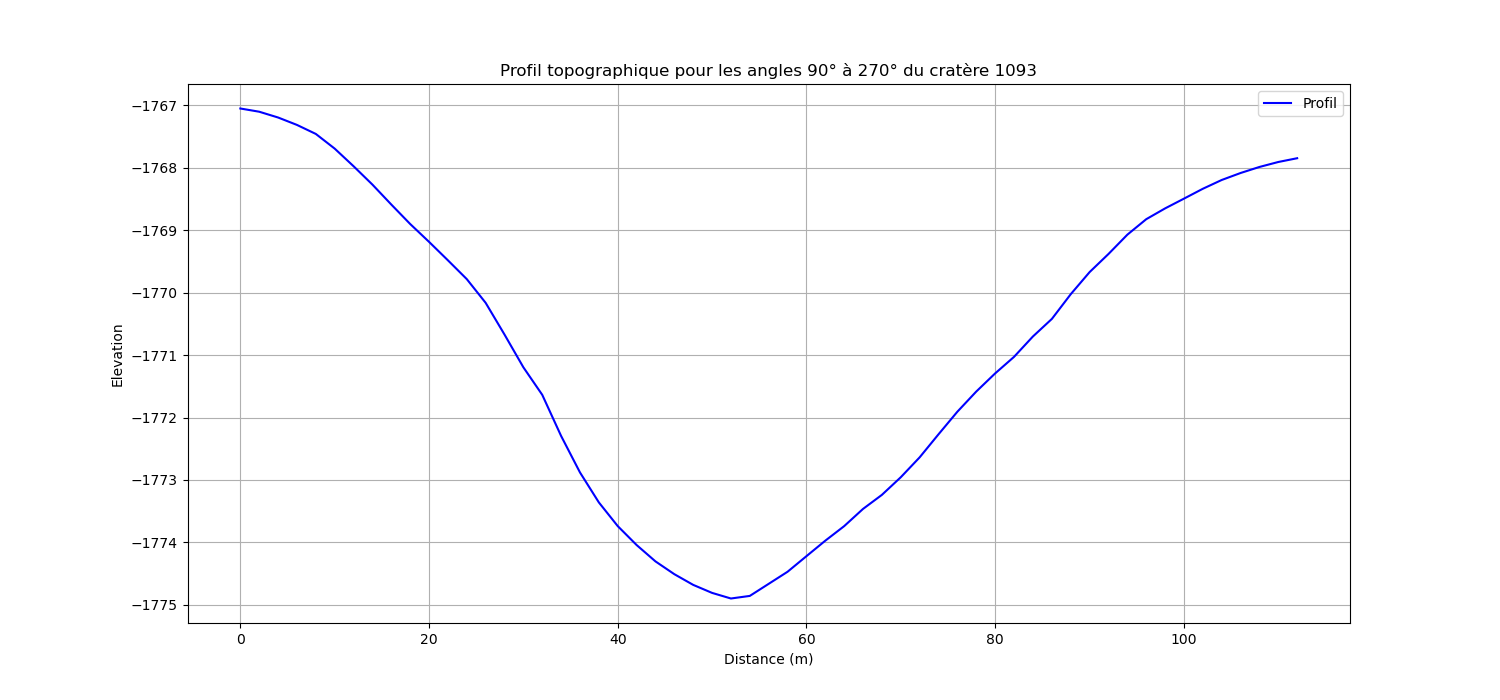 Profil topographique pour les angles 90° à 270° du cratère 1093
Profil
−1767
−1768
−1769
−1770
−1771
−1772
−1773
−1774
−1775
Elevation
0 20 40 60 80 100
Distance (m)